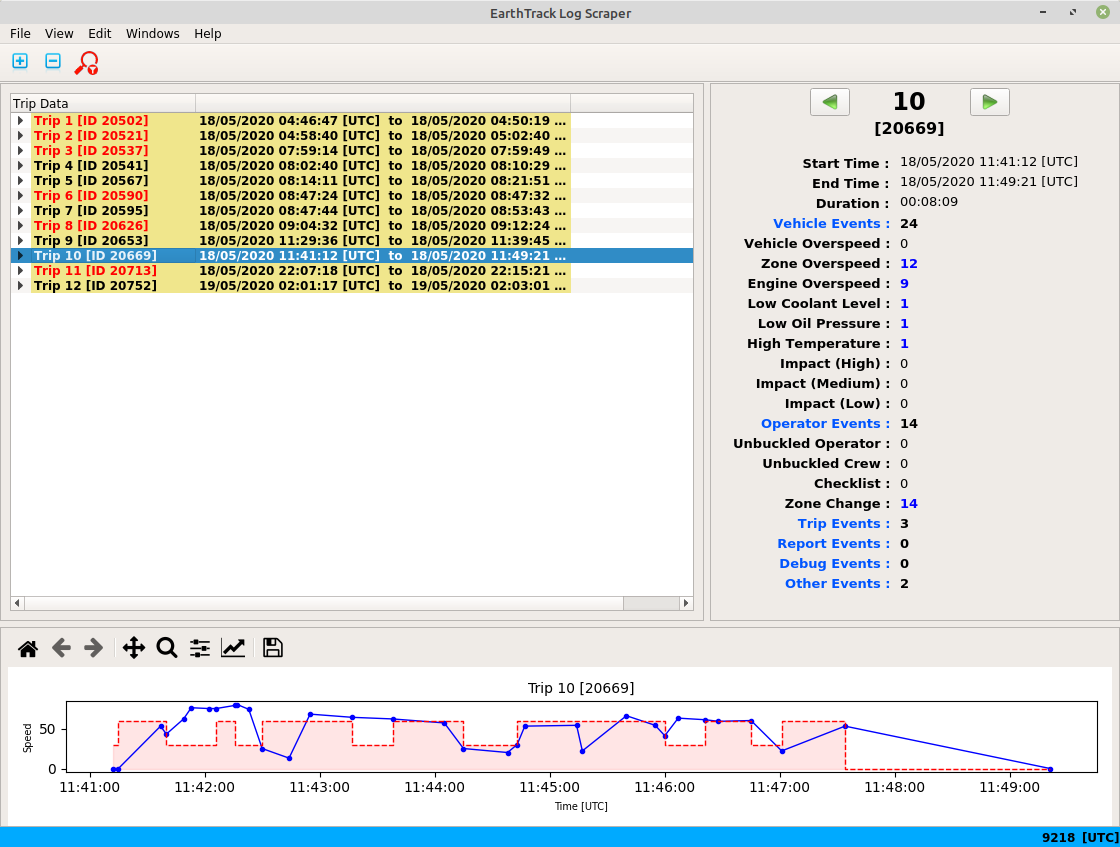 EarthTrack Log Scraper
File View Edit Windows Help
Trip Data
Trip 1 [ID 20502] 18/05/2020 04:46:47 [UTC] to 18/05/2020 04:50:19 ...
Trip 2 [ID 20521] 18/05/2020 04:58:40 [UTC] to 18/05/2020 05:02:40 ...
Trip 3 [ID 20537] 18/05/2020 07:59:14 [UTC] to 18/05/2020 07:59:49 ...
Trip 4 [ID 20541] 18/05/2020 08:02:40 [UTC] to 18/05/2020 08:10:29 ...
Trip 5 [ID 20567] 18/05/2020 08:14:11 [UTC] to 18/05/2020 08:21:51 ...
Trip 6 [ID 20590] 18/05/2020 08:47:24 [UTC] to 18/05/2020 08:47:32 ...
Trip 7 [ID 20595] 18/05/2020 08:47:44 [UTC] to 18/05/2020 08:53:43 ...
Trip 8 [ID 20626] 18/05/2020 09:04:32 [UTC] to 18/05/2020 09:12:24 ...
Trip 9 [ID 20653] 18/05/2020 11:29:36 [UTC] to 18/05/2020 11:39:45 ...
Trip 10 [ID 20669] 18/05/2020 11:41:12 [UTC] to 18/05/2020 11:49:21 ...
Trip 11 [ID 20713] 18/05/2020 22:07:18 [UTC] to 18/05/2020 22:15:21 ...
Trip 12 [ID 20752] 19/05/2020 02:01:17 [UTC] to 19/05/2020 02:03:01 ...
10
[20669]
Start Time : 18/05/2020 11:41:12 [UTC]
End Time : 18/05/2020 11:49:21 [UTC]
Duration : 00:08:09
Vehicle Events : 24
Vehicle Overspeed : 0
Zone Overspeed : 12
Engine Overspeed : 9
Low Coolant Level : 1
Low Oil Pressure : 1
High Temperature : 1
Impact (High) : 0
Impact (Medium) : 0
Impact (Low) : 0
Operator Events : 14
Unbuckled Operator : 0
Unbuckled Crew : 0
Checklist : 0
Zone Change : 14
Trip Events : 3
Report Events : 0
Debug Events : 0
Other Events : 2
Trip 10 [20669]
Speed
50
0
11:41:00 11:42:00 11:43:00 11:44:00 11:45:00 11:46:00 11:47:00 11:48:00 11:49:00
Time [UTC]
9218 [UTC]